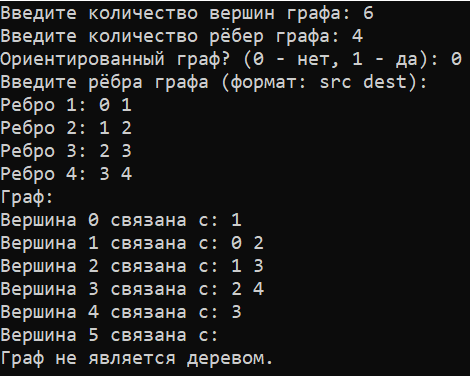 Введите количество вершин графа: 6
Введите количество рёбер графа: 4
Ориентированный граф? (0 - нет, 1 - да): 0
Введите рёбра графа (формат: src dest):
Ребро 1: 0 1
Ребро 2: 1 2
Ребро 3: 2 3
Ребро 4: 3 4
Граф:
Вершина 0 связана с: 1
Вершина 1 связана с: 0 2
Вершина 2 связана с: 1 3
Вершина 3 связана с: 2 4
Вершина 4 связана с: 3
Вершина 5 связана с:
Граф не является деревом.